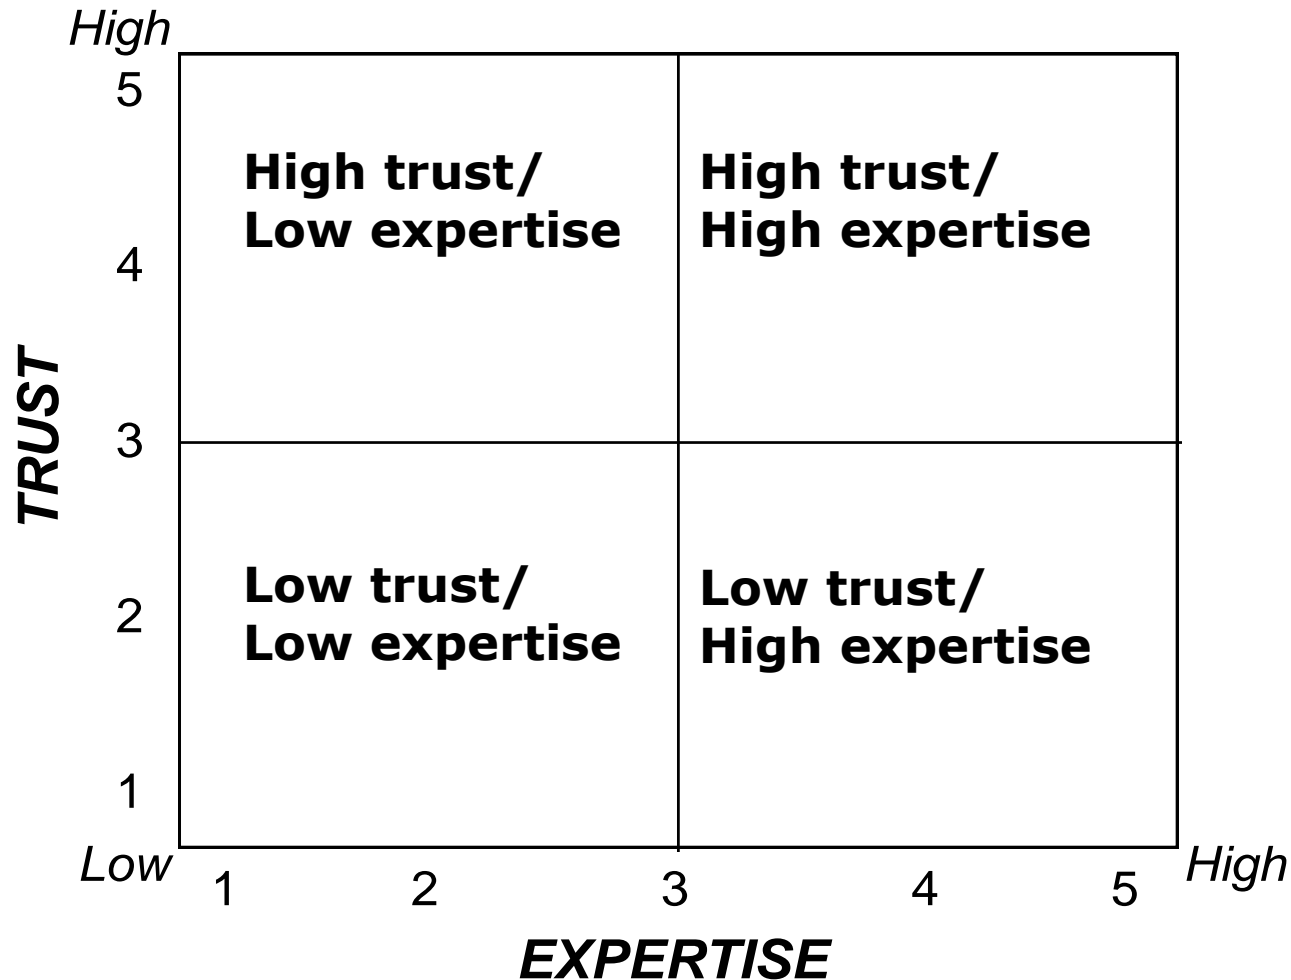 High
5
High trust/
Low expertise
High trust/
High expertise
4
TRUST
3
Low trust/
Low expertise
Low trust/
High expertise
2
1
Low
High
1 2 3 4 5
EXPERTISE